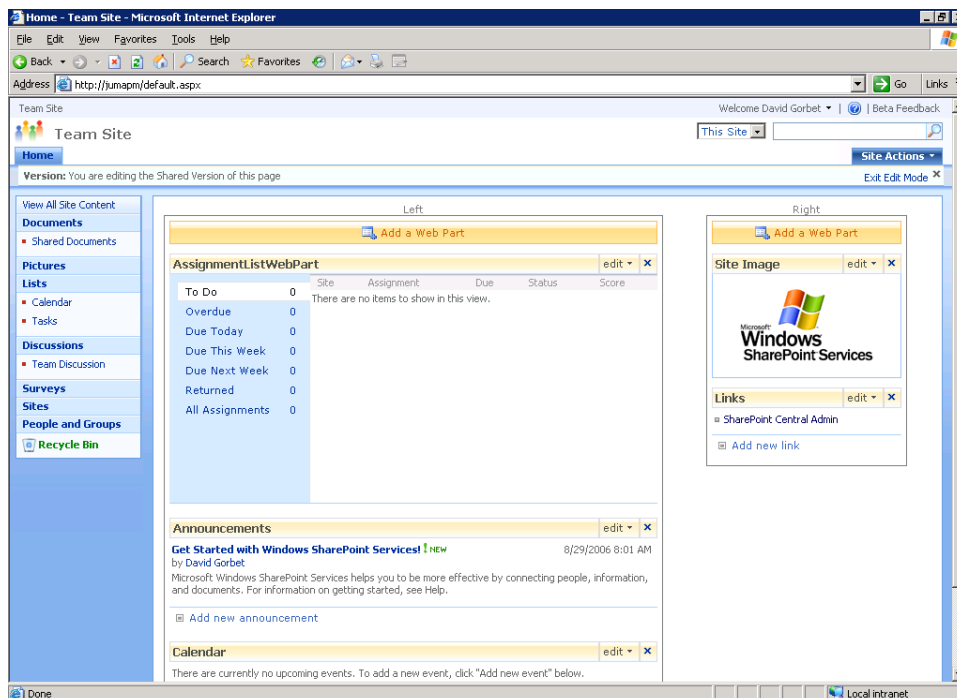 Home - Team Site - Microsoft Internet Explorer
File Edit View Favorites Tools Help
Back Search Favorites
Address http://jumapm/default.aspx Go Links
Team Site Welcome David Gorbet | Beta Feedback
Team Site This Site
Home Site Actions
Version: You are editing the Shared Version of this page Exit Edit Mode
View All Site Content
Documents
Shared Documents
Pictures
Lists
Calendar
Tasks
Discussions
Team Discussion
Surveys
Sites
People and Groups
Recycle Bin
Left
Add a Web Part
AssignmentListWebPart edit
Site Assignment Due Status Score
There are no items to show in this view.
To Do 0
Overdue 0
Due Today 0
Due This Week 0
Due Next Week 0
Returned 0
All Assignments 0
Announcements edit
Get Started with Windows SharePoint Services! ! NEW 8/29/2006 8:01 AM
by David Gorbet
Microsoft Windows SharePoint Services helps you to be more effective by connecting people, information,
and documents. For information on getting started, see Help.
Add new announcement
Calendar edit
There are currently no upcoming events. To add a new event, click "Add new event" below.
Right
Add a Web Part
Site Image edit
Microsoft
Windows
SharePoint Services
Links edit
SharePoint Central Admin
Add new link
Done Local intranet